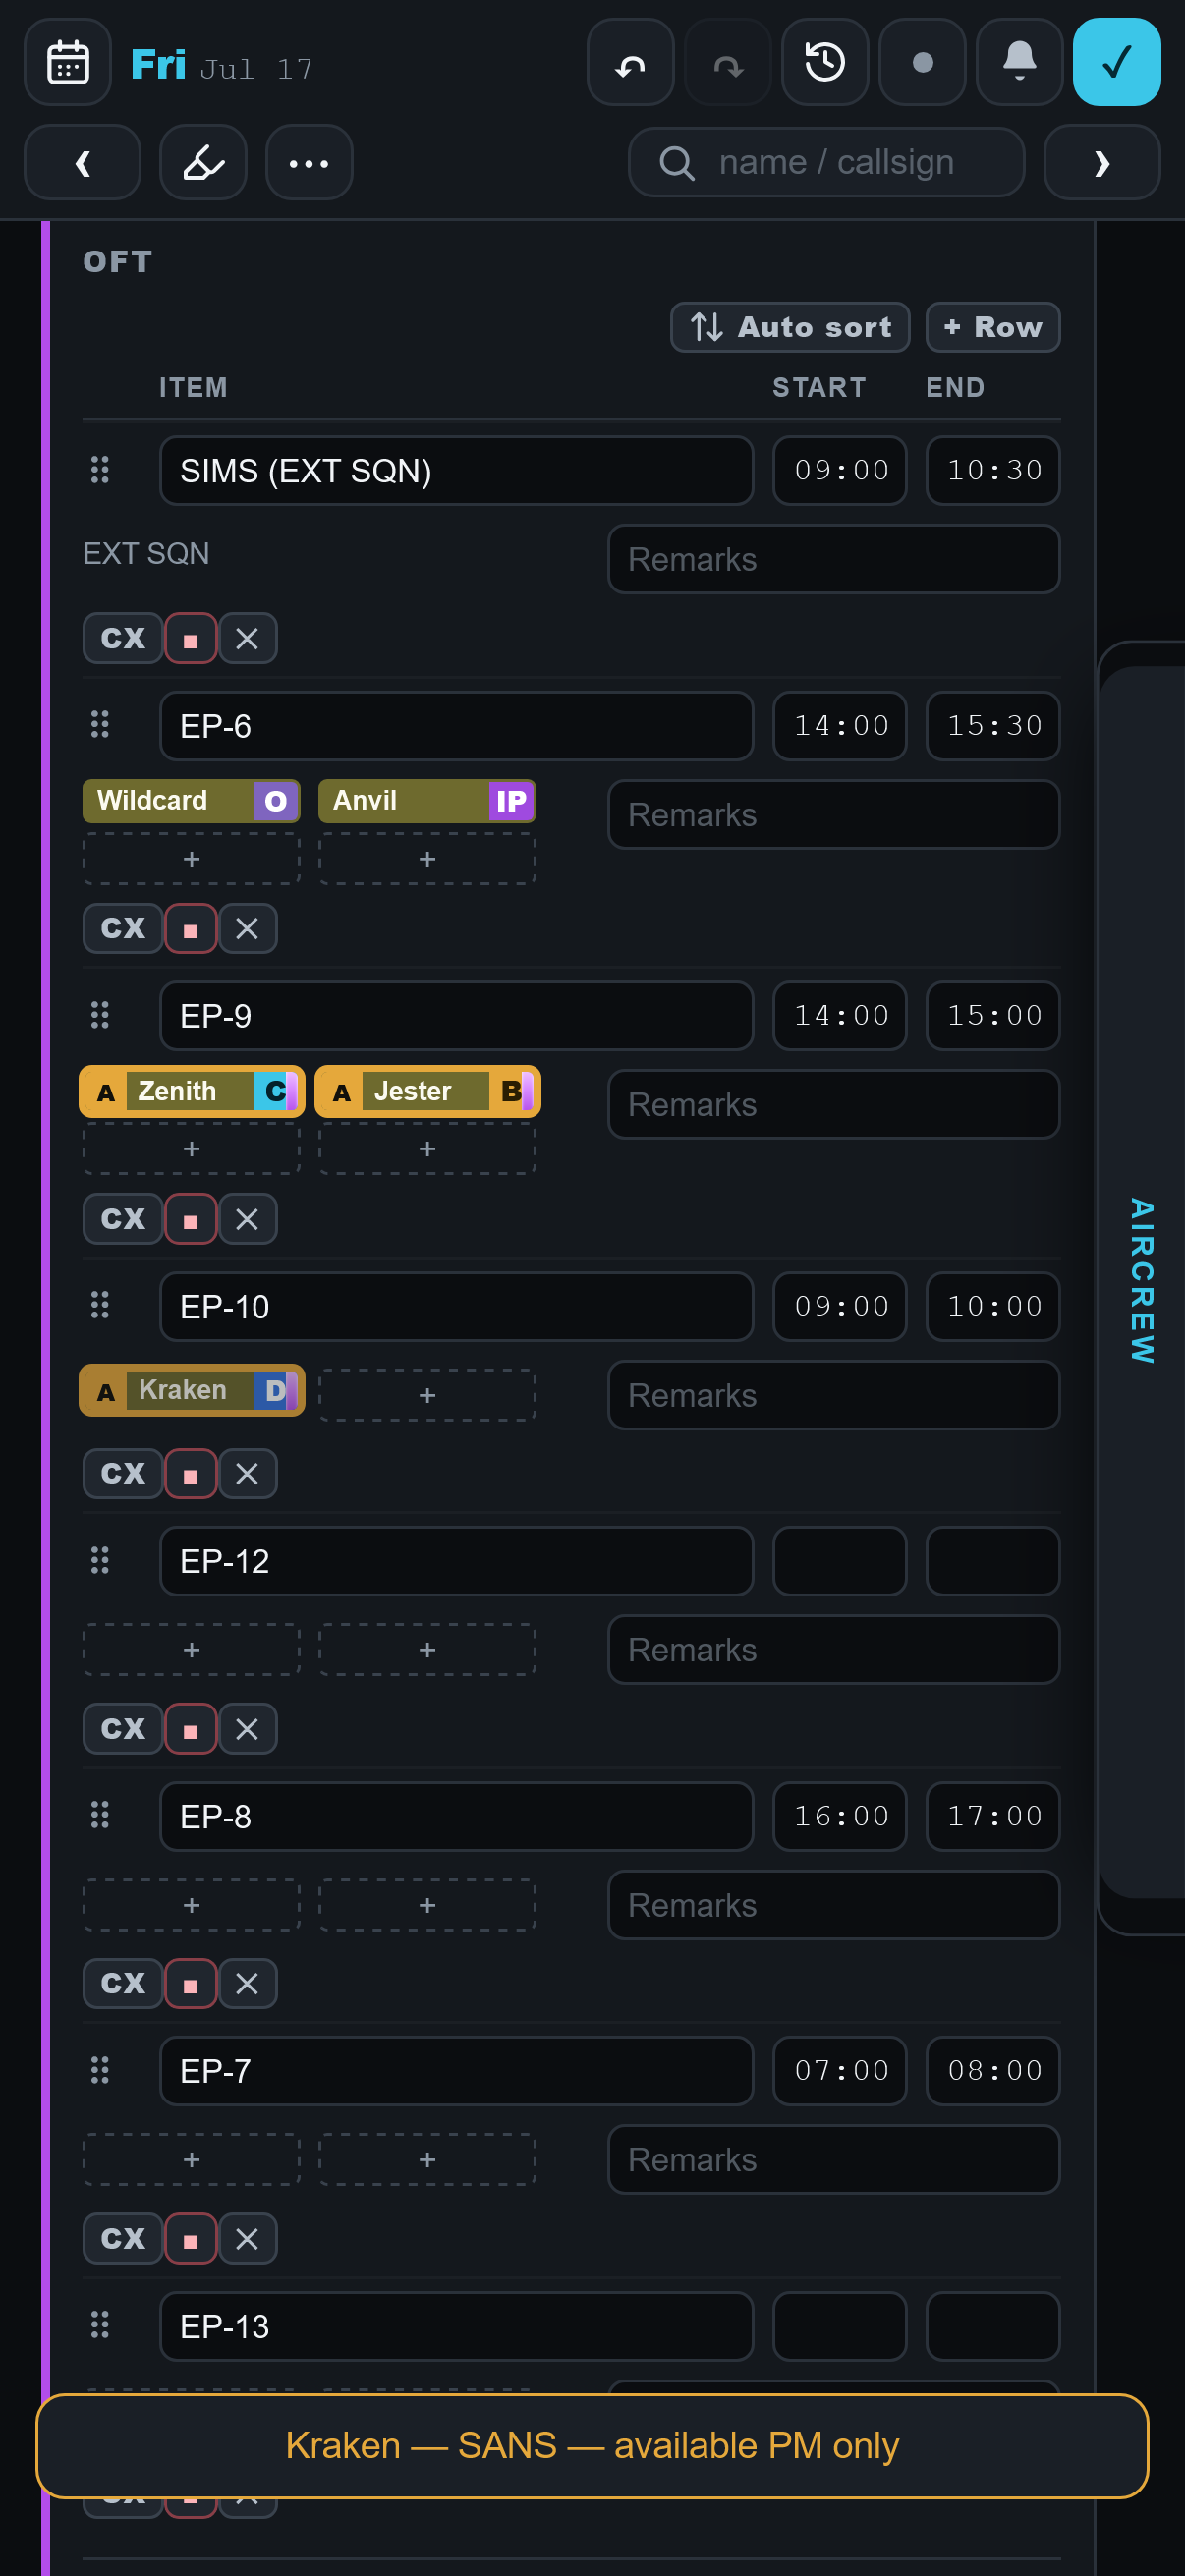 Fri Jul 17
name / callsign
OFT
Auto sort + Row
ITEM START END
SIMS (EXT SQN) 09:00 10:30
EXT SQN Remarks
CX
EP-6 14:00 15:30
Wildcard O Anvil IP Remarks
+ +
CX
EP-9 14:00 15:00
A Zenith C A Jester B Remarks
+ +
CX
EP-10 09:00 10:00
A Kraken D + Remarks
CX
EP-12
+ + Remarks
CX
EP-8 16:00 17:00
+ + Remarks
CX
EP-7 07:00 08:00
+ + Remarks
CX
EP-13
Kraken — SANS — available PM only
AIRCREW